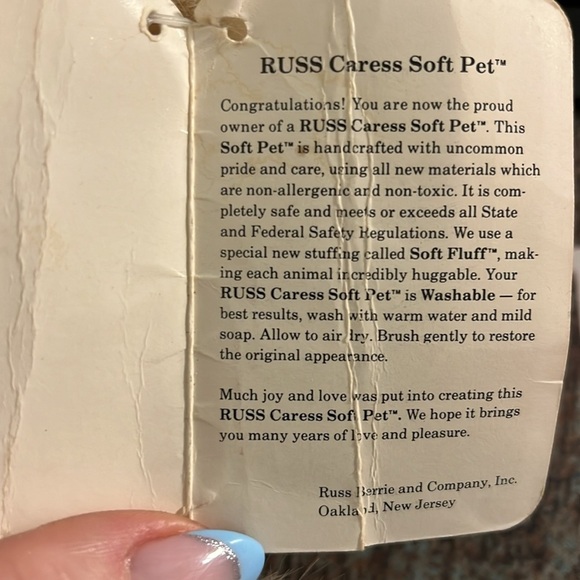 RUSS Caress Soft Pet™
Congratulations! You are now the proud
owner of a RUSS Caress Soft Pet™. This
Soft Pet™ is handcrafted with uncommon
pride and care, using all new materials which
are non-allergenic and non-toxic. It is com-
pletely safe and meets or exceeds all State
and Federal Safety Regulations. We use a
special new stuffing called Soft Fluff™, mak-
ing each animal incredibly huggable. Your
RUSS Caress Soft Pet™ is Washable — for
best results, wash with warm water and mild
soap. Allow to air dry. Brush gently to restore
the original appearance.
Much joy and love was put into creating this
RUSS Caress Soft Pet™. We hope it brings
you many years of love and pleasure.
Russ Berrie and Company, Inc.
Oakland, New Jersey